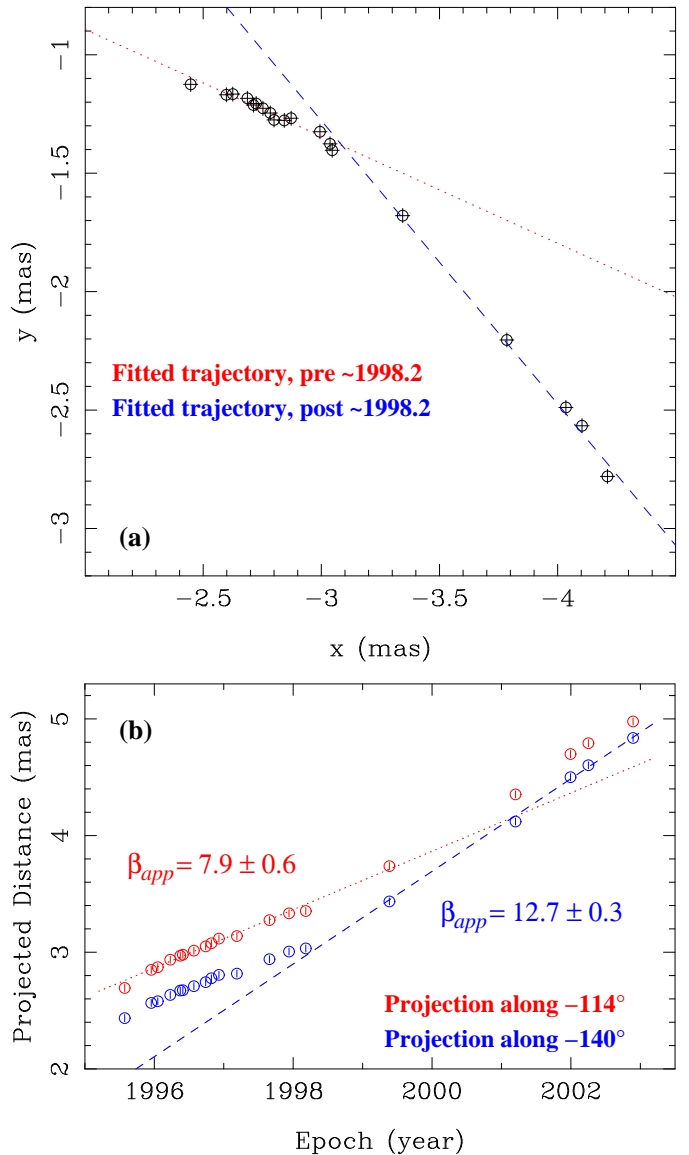 −1
−1.5
−2
−2.5
−3
y (mas)
Fitted trajectory, pre ~1998.2
Fitted trajectory, post ~1998.2
(a)
−2.5 −3 −3.5 −4
x (mas)
(b)
5
4
3
2
Projected Distance (mas)
βapp = 7.9 ± 0.6
βapp = 12.7 ± 0.3
Projection along −114°
Projection along −140°
1996 1998 2000 2002
Epoch (year)